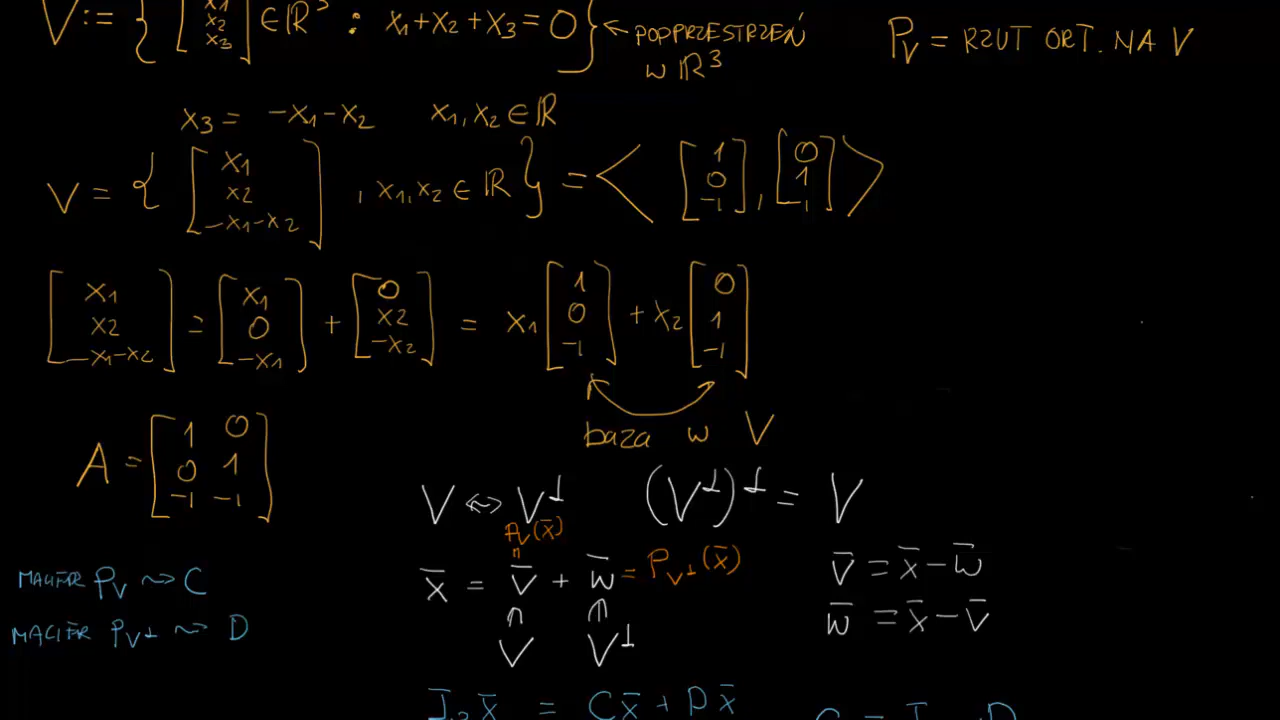 V := { [x1 x2 x3] ∈ ℝ³ : x1 + x2 + x3 = 0 } ← PODPRZESTRZEŃ W ℝ³
P_V = RZUT ORT. NA V
x3 = -x1 - x2    x1, x2 ∈ ℝ
V = { [x1 x2 -x1-x2] , x1, x2 ∈ ℝ } = < [1 0 -1], [0 1 -1] >
[x1 x2 -x1-x2] = [x1 0 -x1] + [0 x2 -x2] = x1 [1 0 -1] + x2 [0 1 -1]
baza w V
A = [1 0
0 1
-1 -1]
V ↔ V^⊥    (V^⊥)^⊥ = V
P_V(x̄)
x̄ = v̄ + w̄ = P_V⊥(x̄)    v̄ = x̄ - w̄
w̄ = x̄ - v̄
V    V^⊥
MACIERZ P_V ~> C
MACIERZ P_V⊥ ~> D
I₃x̄ = Cx̄ + Dx̄